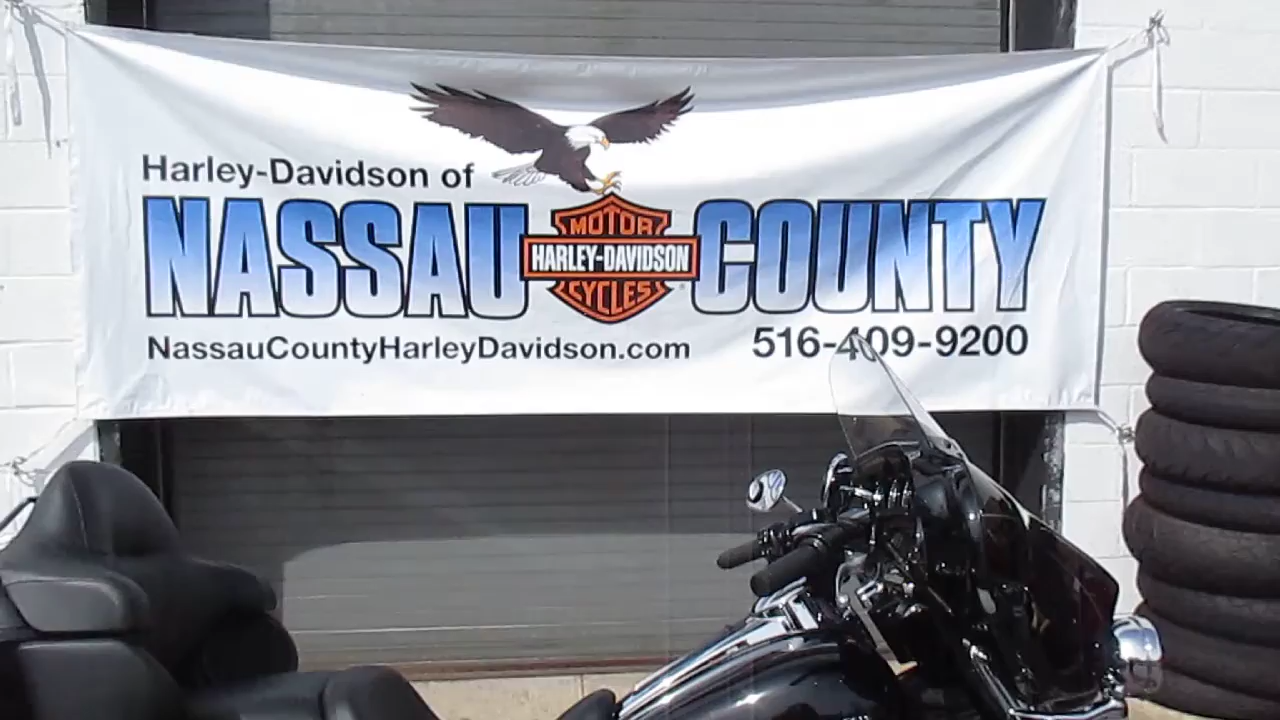 Harley-Davidson of
NASSAU COUNTY
MOTOR
HARLEY-DAVIDSON
CYCLES
NassauCountyHarleyDavidson.com
516-409-9200